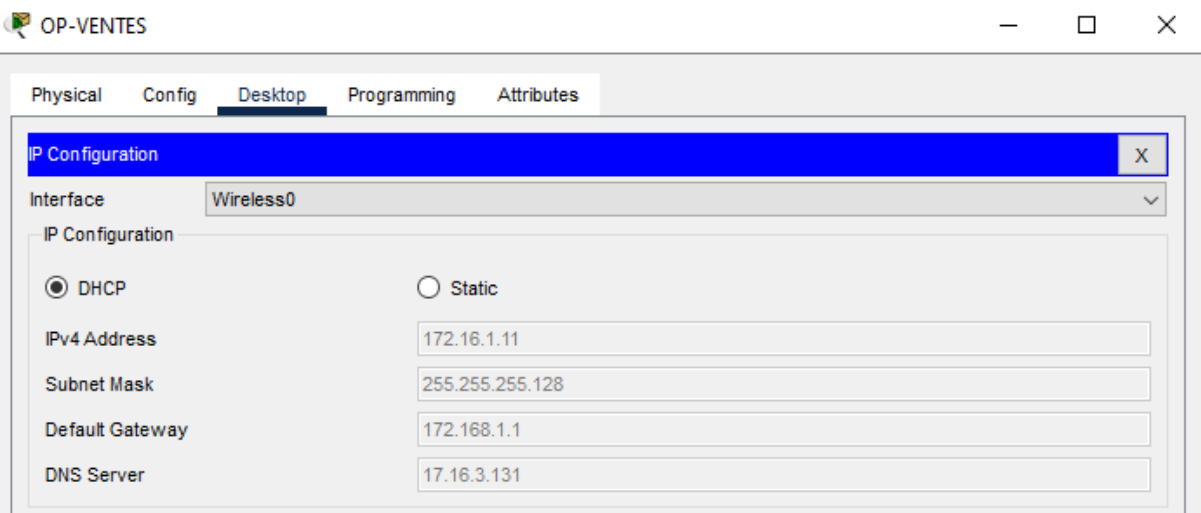 OP-VENTES
Physical Config Desktop Programming Attributes
IP Configuration X
Interface Wireless0
IP Configuration
DHCP Static
IPv4 Address 172.16.1.11
Subnet Mask 255.255.255.128
Default Gateway 172.168.1.1
DNS Server 17.16.3.131